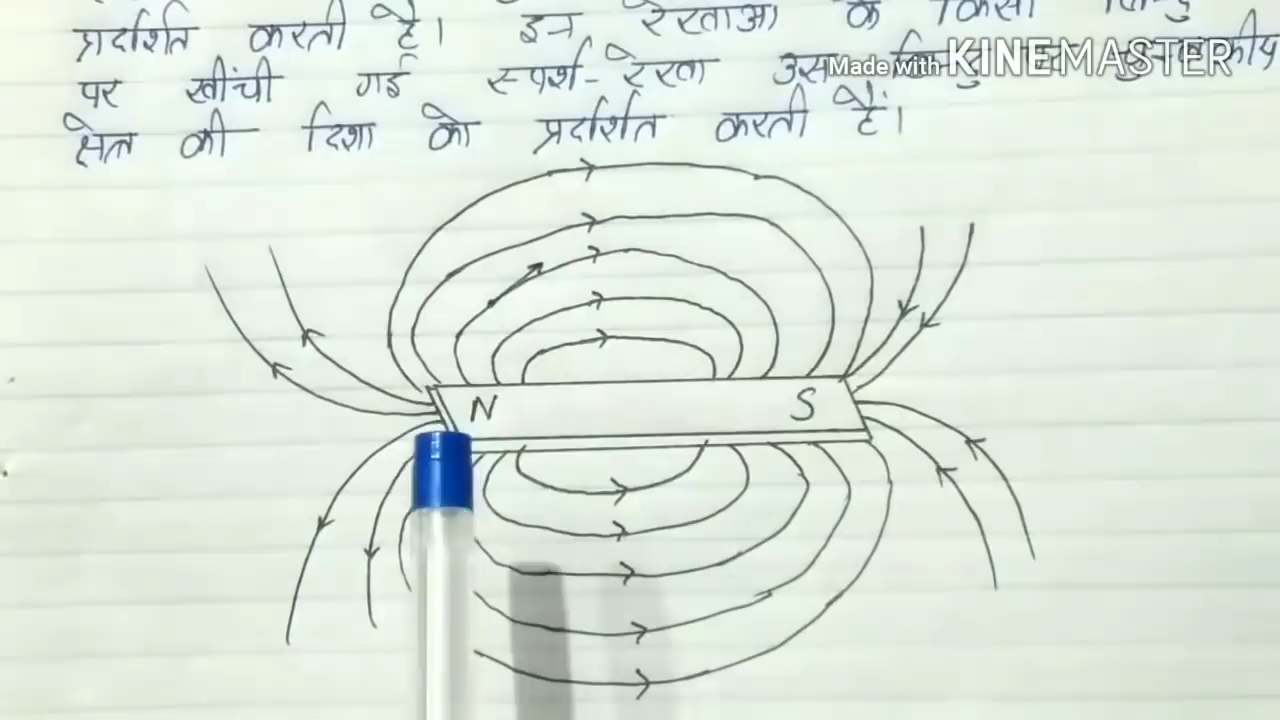 प्रदर्शित करती है। इन रेखाओं के किसी
पर खींची गई स्पर्श-रेखा उस
क्षेत्र की दिशा को प्रदर्शित करती हैं।
Made with KINEMASTER
N S